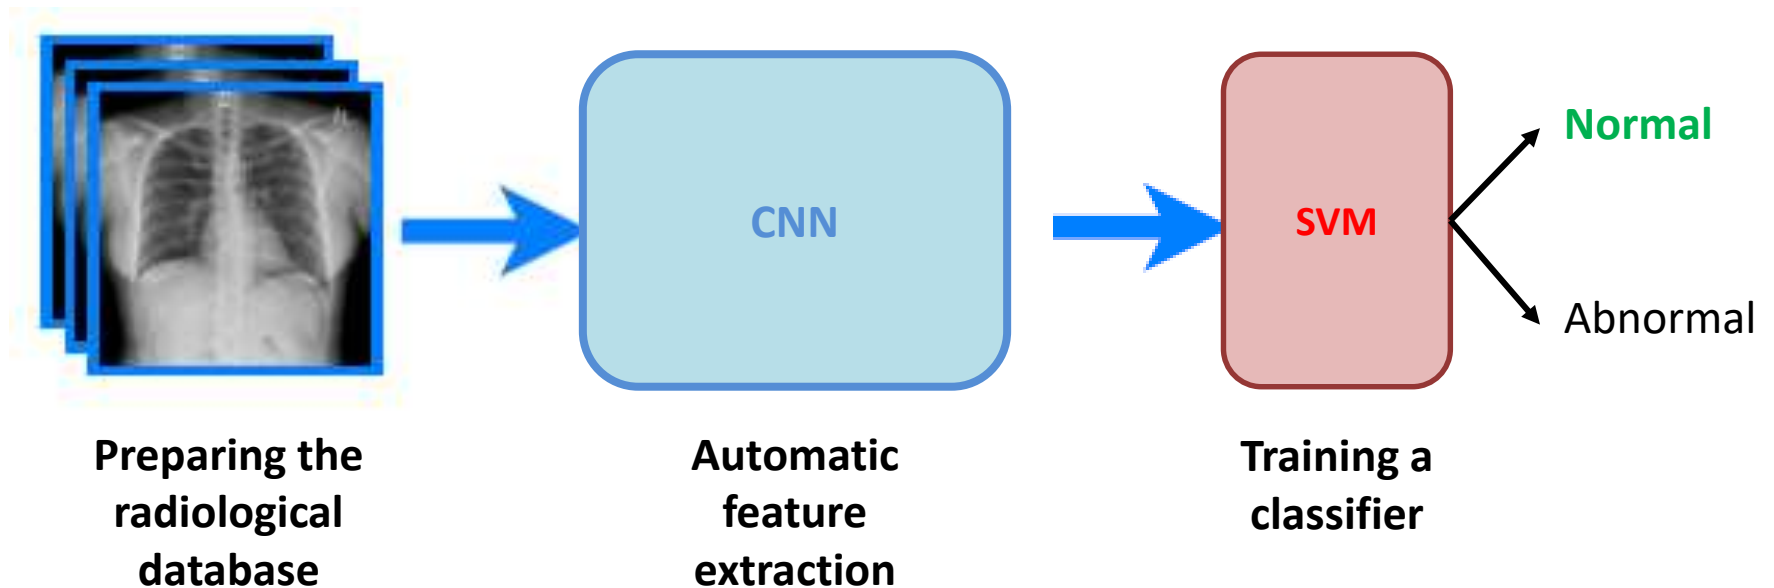 CNN
SVM
Normal
Abnormal
Preparing the
radiological
database
Automatic
feature
extraction
Training a
classifier